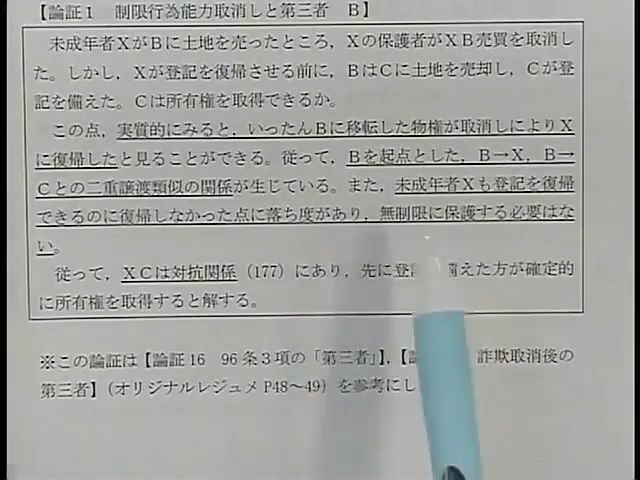 【論証1　制限行為能力取消しと第三者　B】
未成年者XがBに土地を売ったところ，Xの保護者がXB売買を取消し
た。しかし，Xが登記を復帰させる前に，BはCに土地を売却し，Cが登
記を備えた。Cは所有権を取得できるか。
この点，実質的にみると，いったんBに移転した物権が取消しによりX
に復帰したと見ることができる。従って，Bを起点とした，B→X，B→
Cとの二重譲渡類似の関係が生じている。また，未成年者Xも登記を復帰
できるのに復帰しなかった点に落ち度があり，無制限に保護する必要はな
い。
従って，XCは対抗関係（177）にあり，先に登 備えた方が確定的
に所有権を取得すると解する。
※この論証は【論証16　96条3項の「第三者」】，【 詐欺取消後の
第三者】（オリジナルレジュメP48～49）を参考にし